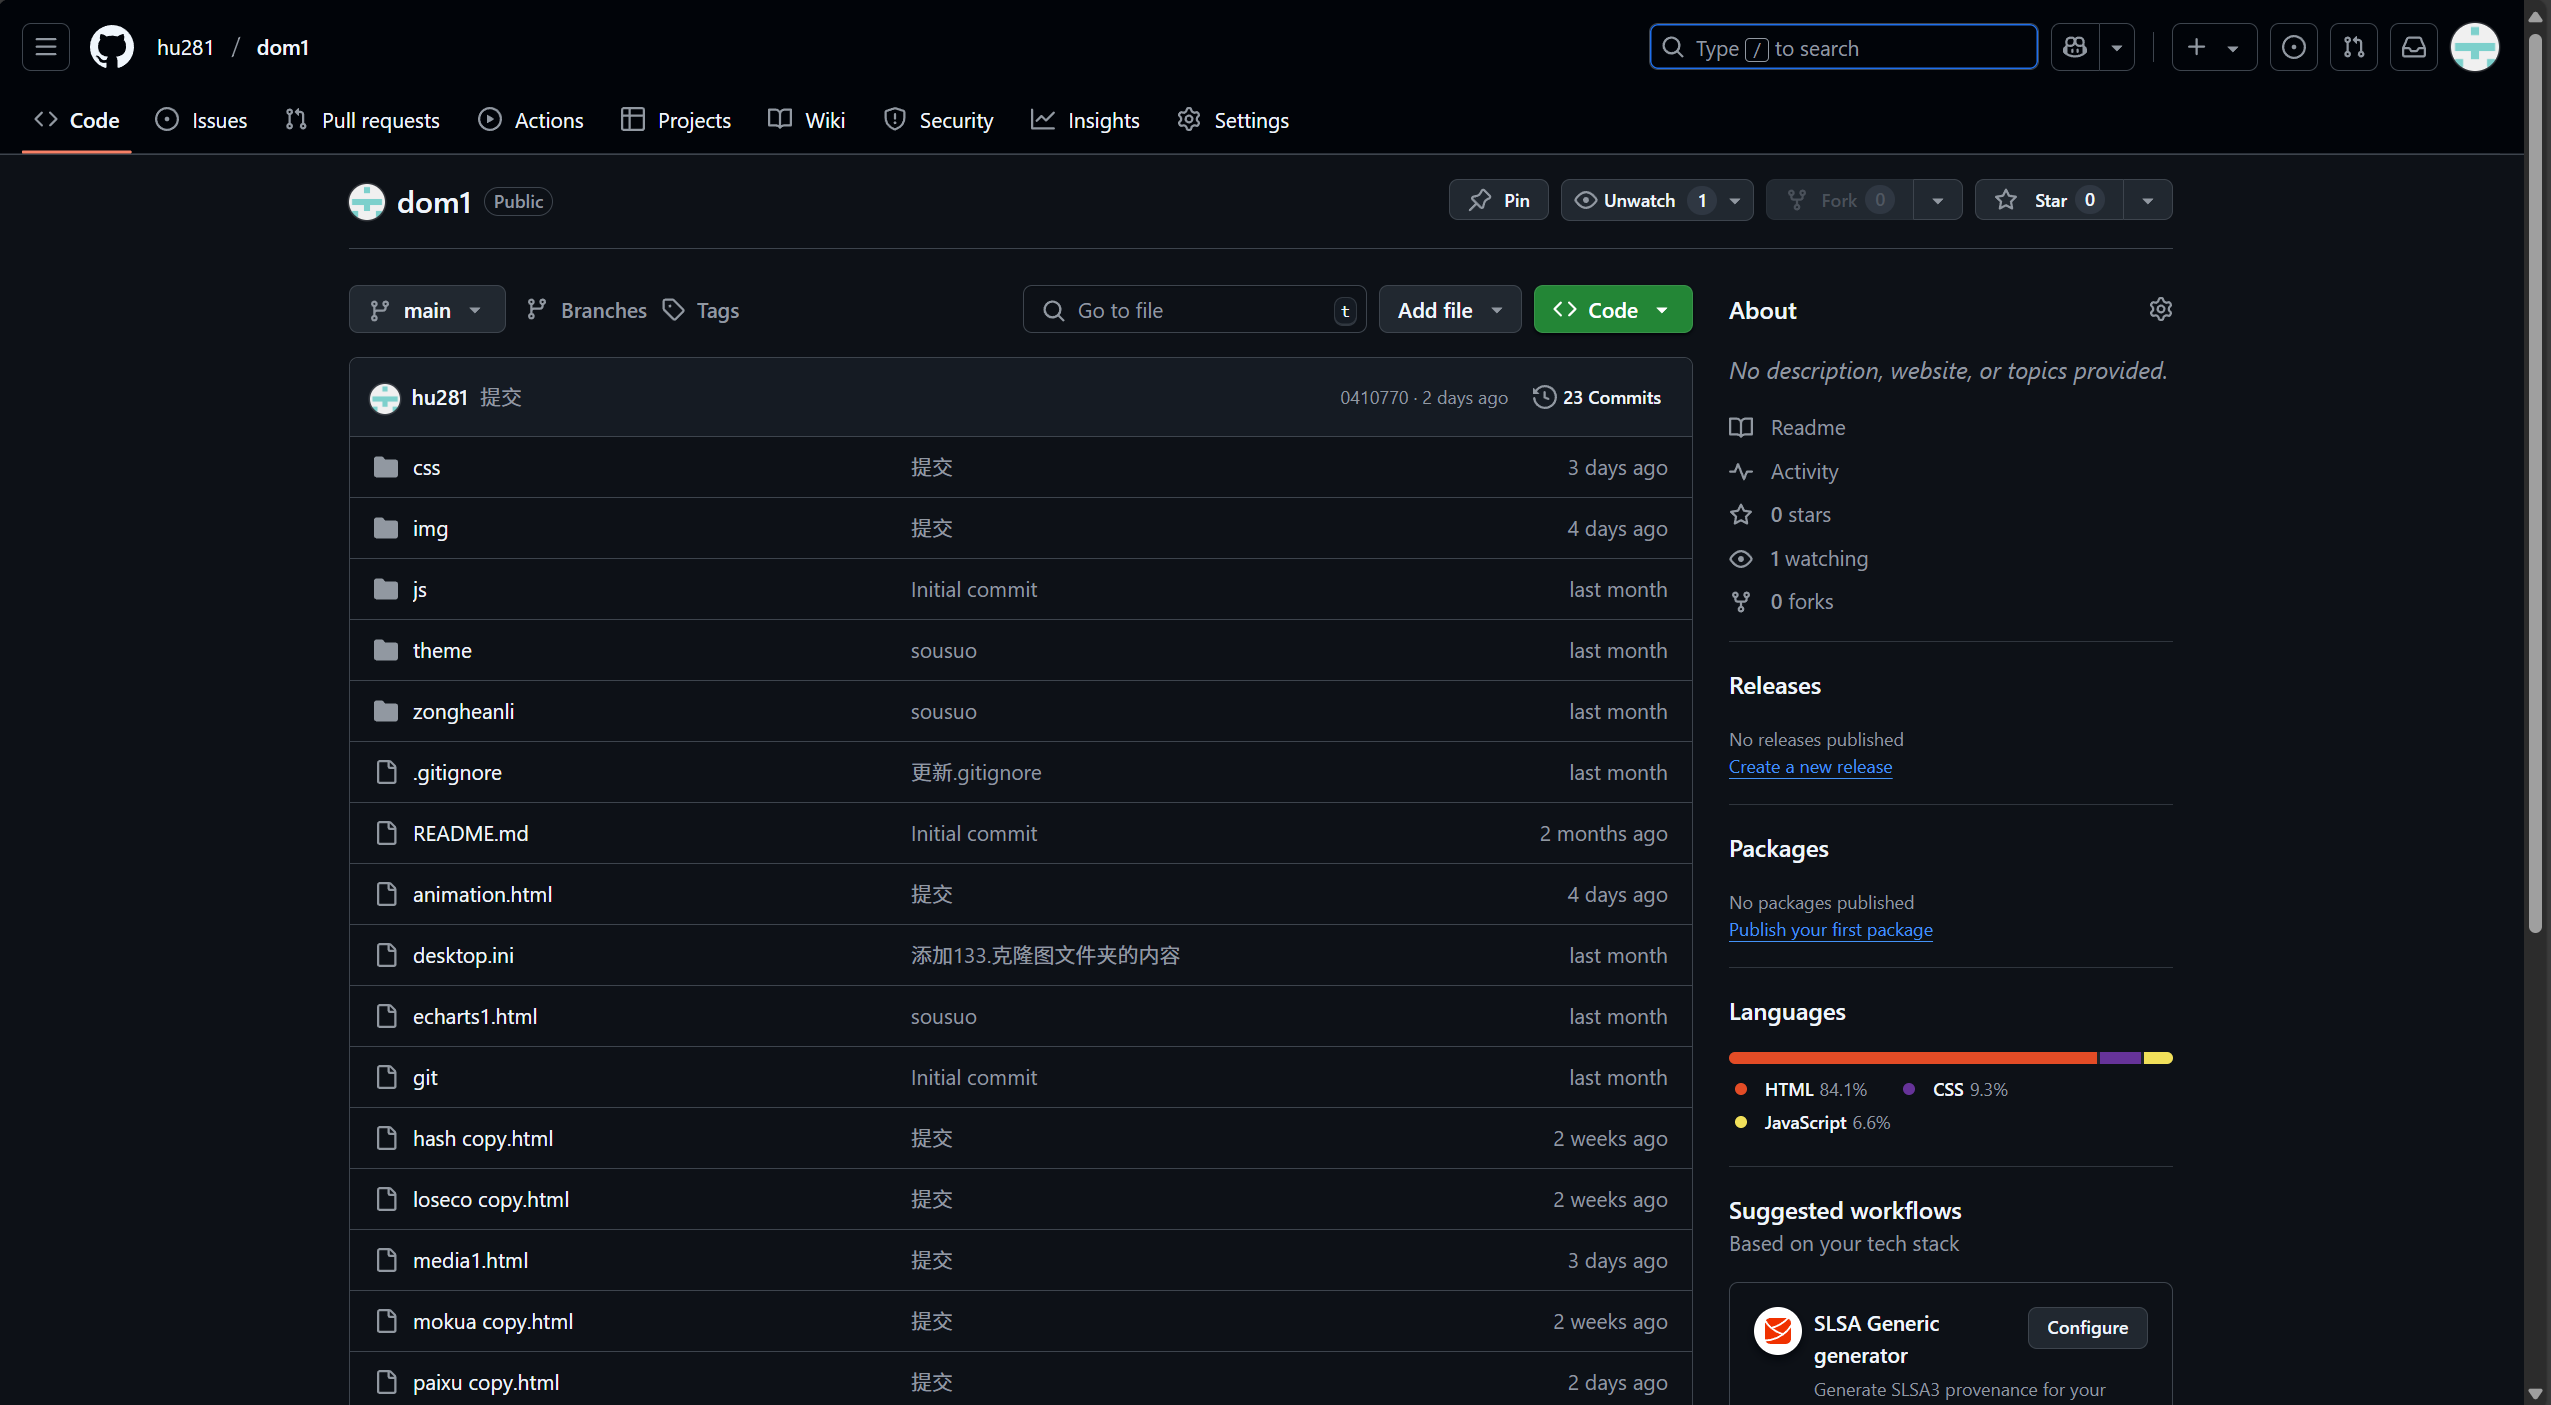 hu281 / dom1
Type / to search
Code
Issues
Pull requests
Actions
Projects
Wiki
Security
Insights
Settings
dom1 Public
Pin
Unwatch 1
Fork 0
Star 0
main
Branches
Tags
Go to file t
Add file
Code
hu281 提交 0410770 · 2 days ago 23 Commits
css 提交 3 days ago
img 提交 4 days ago
js Initial commit last month
theme sousuo last month
zongheanli sousuo last month
.gitignore 更新.gitignore last month
README.md Initial commit 2 months ago
animation.html 提交 4 days ago
desktop.ini 添加133.克隆图文件夹的内容 last month
echarts1.html sousuo last month
git Initial commit last month
hash copy.html 提交 2 weeks ago
loseco copy.html 提交 2 weeks ago
media1.html 提交 3 days ago
mokua copy.html 提交 2 weeks ago
paixu copy.html 提交 2 days ago
About
No description, website, or topics provided.
Readme
Activity
0 stars
1 watching
0 forks
Releases
No releases published
Create a new release
Packages
No packages published
Publish your first package
Languages
HTML 84.1% CSS 9.3%
JavaScript 6.6%
Suggested workflows
Based on your tech stack
SLSA Generic
generator
Configure
Generate SLSA3 provenance for your